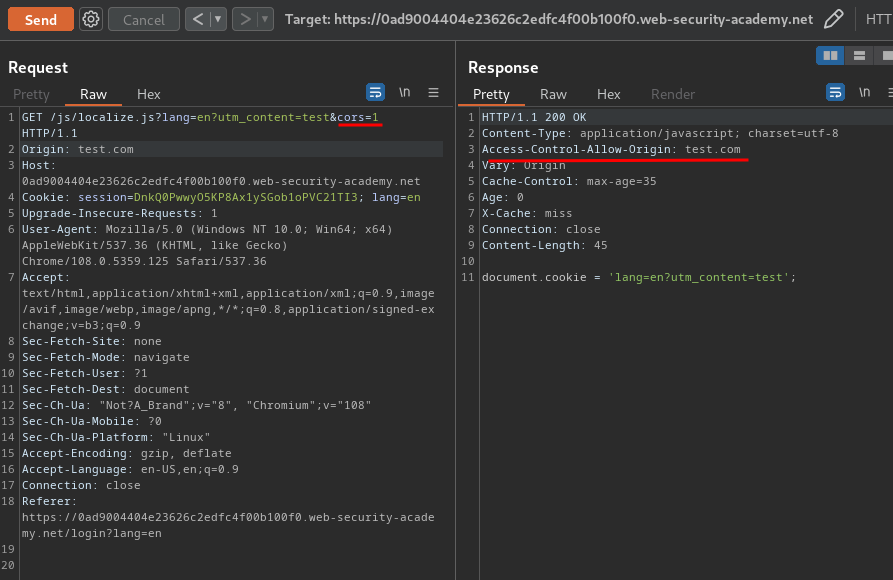 Send
Cancel
< ▾
> ▾
Target: https://0ad9004404e23626c2edfc4f00b100f0.web-security-academy.net
HTT
Request
Pretty
Raw
Hex
\n
1 GET /js/localize.js?lang=en?utm_content=test&cors=1
HTTP/1.1
2 Origin: test.com
3 Host:
0ad9004404e23626c2edfc4f00b100f0.web-security-academy.net
4 Cookie: session=DnkQ0PwwyO5KP8Ax1ySGob1oPVC21TI3; lang=en
5 Upgrade-Insecure-Requests: 1
6 User-Agent: Mozilla/5.0 (Windows NT 10.0; Win64; x64)
AppleWebKit/537.36 (KHTML, like Gecko)
Chrome/108.0.5359.125 Safari/537.36
7 Accept:
text/html,application/xhtml+xml,application/xml;q=0.9,image
/avif,image/webp,image/apng,*/*;q=0.8,application/signed-ex
change;v=b3;q=0.9
8 Sec-Fetch-Site: none
9 Sec-Fetch-Mode: navigate
10 Sec-Fetch-User: ?1
11 Sec-Fetch-Dest: document
12 Sec-Ch-Ua: "Not?A_Brand";v="8", "Chromium";v="108"
13 Sec-Ch-Ua-Mobile: ?0
14 Sec-Ch-Ua-Platform: "Linux"
15 Accept-Encoding: gzip, deflate
16 Accept-Language: en-US,en;q=0.9
17 Connection: close
18 Referer:
https://0ad9004404e23626c2edfc4f00b100f0.web-security-acade
my.net/login?lang=en
19
20
Response
Pretty
Raw
Hex
Render
\n
1 HTTP/1.1 200 OK
2 Content-Type: application/javascript; charset=utf-8
3 Access-Control-Allow-Origin: test.com
4 Vary: Origin
5 Cache-Control: max-age=35
6 Age: 0
7 X-Cache: miss
8 Connection: close
9 Content-Length: 45
10
11 document.cookie = 'lang=en?utm_content=test';